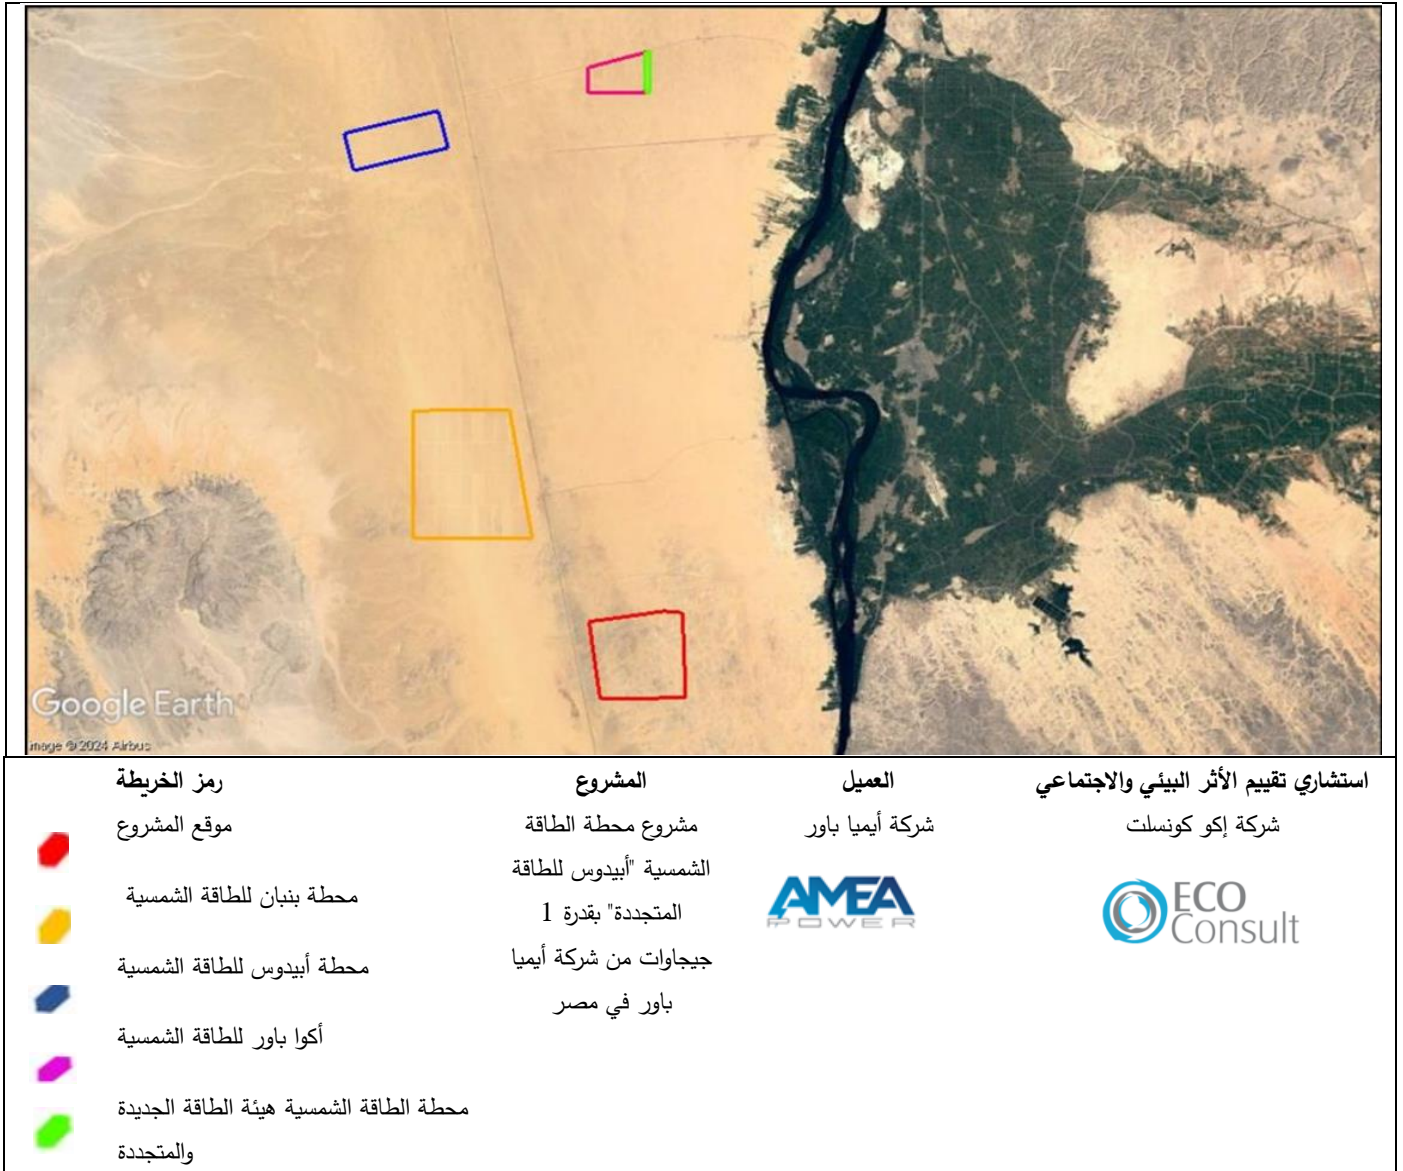 Google Earth
Image © 2024 Airbus
استشاري تقييم الأثر البيئي والاجتماعي
شركة إكو كونسلت
ECO
Consult
العميل
شركة أيميا باور
AMEA
POWER
المشروع
مشروع محطة الطاقة
الشمسية "أبيدوس للطاقة
المتجددة" بقدرة 1
جيجاوات من شركة أيميا
باور في مصر
رمز الخريطة
موقع المشروع
محطة بنبان للطاقة الشمسية
محطة أبيدوس للطاقة الشمسية
أكوا باور للطاقة الشمسية
محطة الطاقة الشمسية هيئة الطاقة الجديدة
والمتجددة